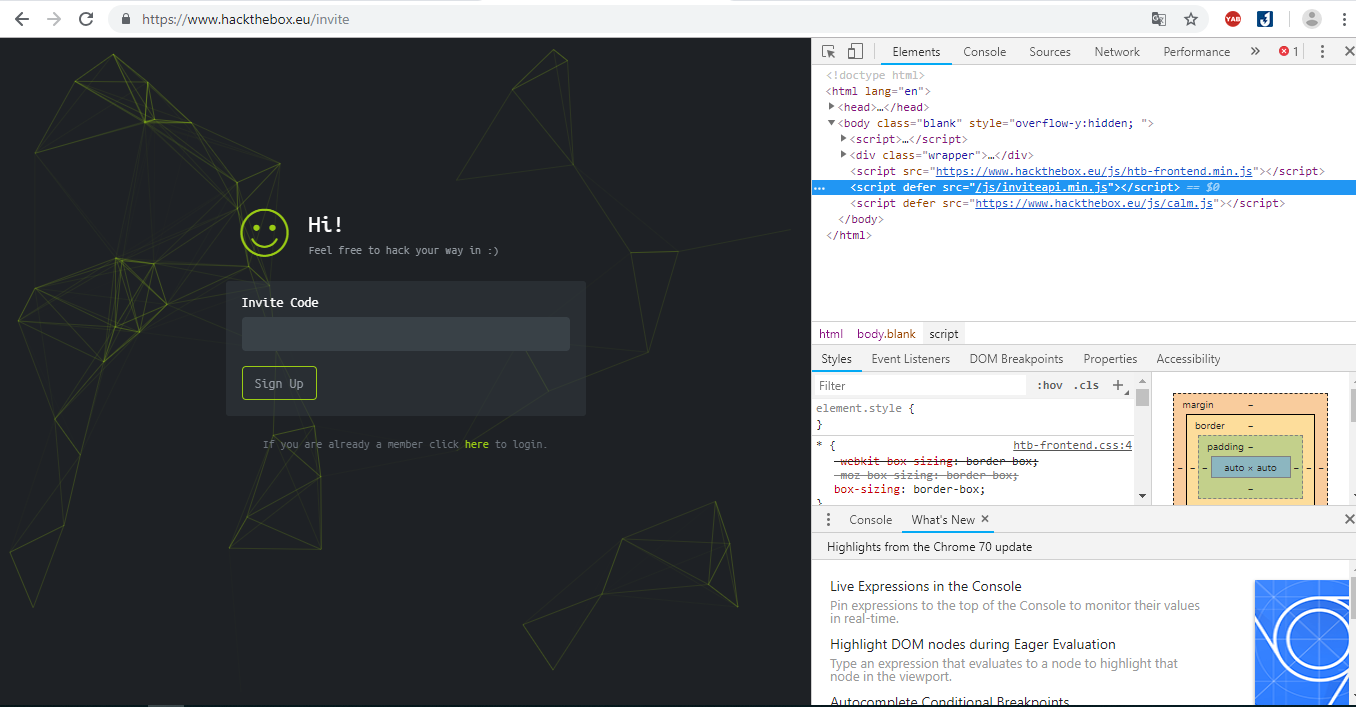 https://www.hackthebox.eu/invite
YAB
Hi!
Feel free to hack your way in :)
Invite Code
Sign Up
If you are already a member click here to login.
Elements Console Sources Network Performance » 1
<!doctype html>
<html lang="en">
<head>…</head>
<body class="blank" style="overflow-y:hidden; ">
<script>…</script>
<div class="wrapper">…</div>
<script src="https://www.hackthebox.eu/js/htb-frontend.min.js"></script>
… <script defer src="/js/inviteapi.min.js"></script> == $0
<script defer src="https://www.hackthebox.eu/js/calm.js"></script>
</body>
</html>
html body.blank script
Styles Event Listeners DOM Breakpoints Properties Accessibility
Filter :hov .cls +
element.style {
}
* { htb-frontend.css:4
-webkit-box-sizing: border-box;
-moz-box-sizing: border-box;
box-sizing: border-box;
}
margin –
border –
padding –
– – – auto × auto – – –
–
Console What's New ×
Highlights from the Chrome 70 update
Live Expressions in the Console
Pin expressions to the top of the Console to monitor their values
in real-time.
Highlight DOM nodes during Eager Evaluation
Type an expression that evaluates to a node to highlight that
node in the viewport.
Autocomplete Conditional Breakpoints